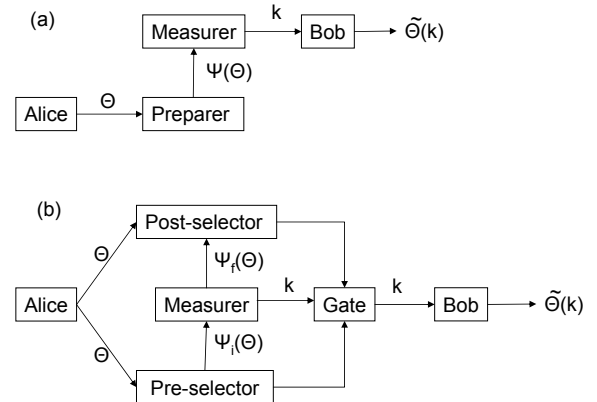 (a)
Measurer
k
Bob
Θ̃(k)
Ψ(Θ)
Alice
Θ
Preparer
(b)
Post-selector
Θ
Ψf(Θ)
Alice
Measurer
k
Gate
k
Bob
Θ̃(k)
Θ
Ψi(Θ)
Pre-selector